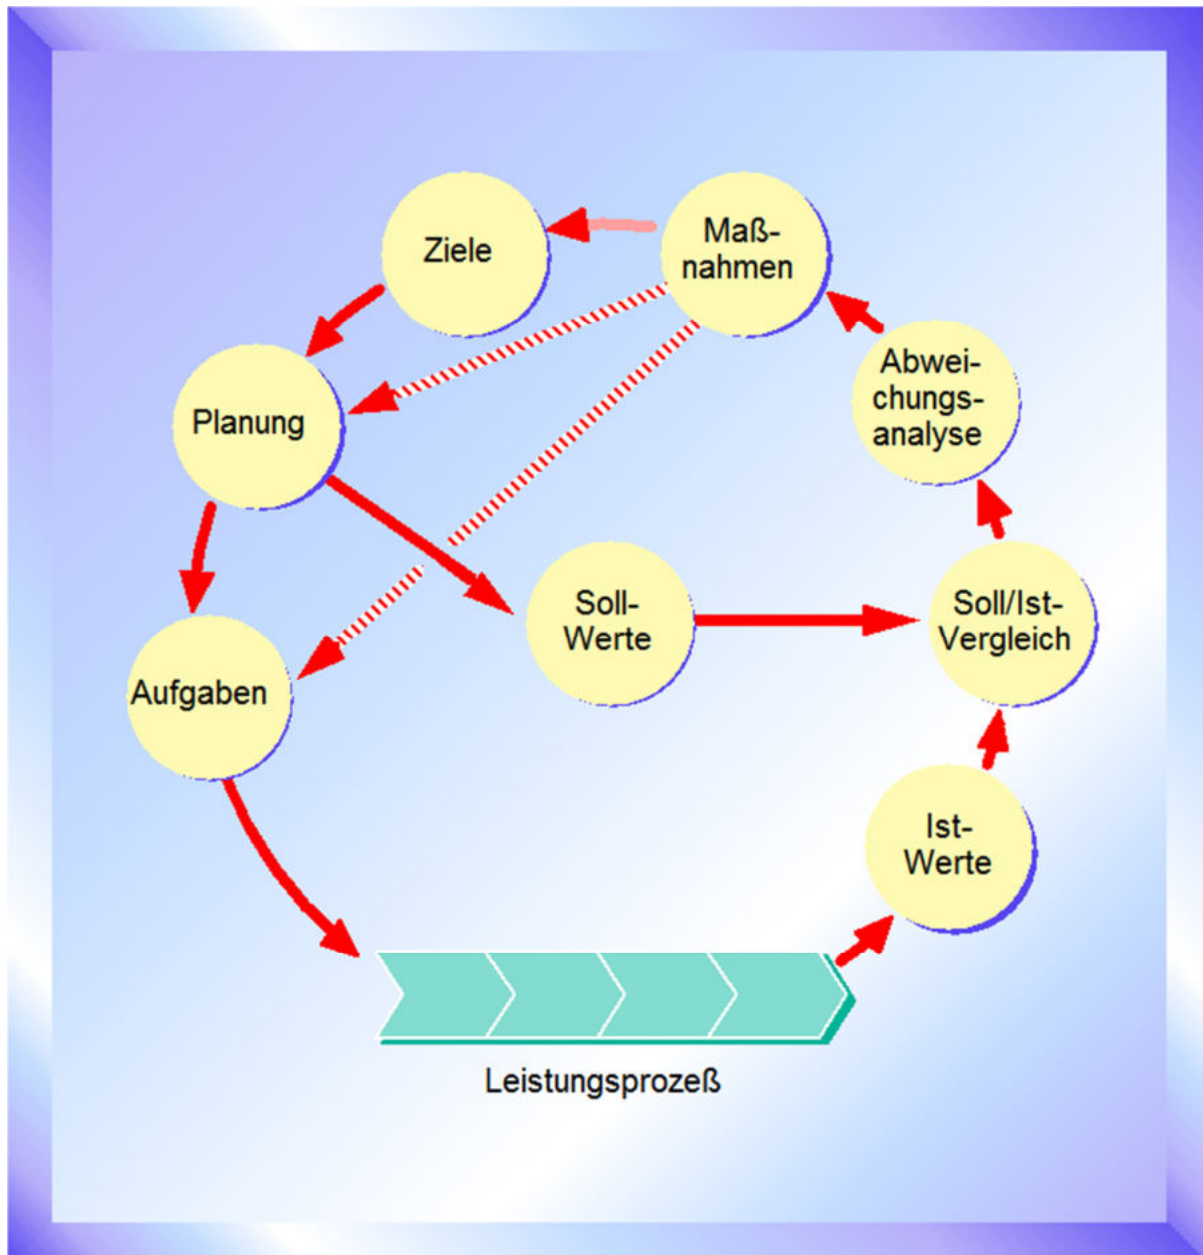 Ziele
Maß-
nahmen
Planung
Abwei-
chungs-
analyse
Soll-
Werte
Soll/Ist-
Vergleich
Aufgaben
Ist-
Werte
Leistungsprozeß